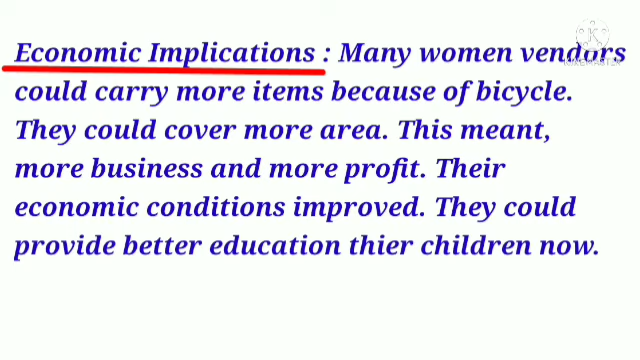 Economic Implications : Many women vendors
could carry more items because of bicycle.
They could cover more area. This meant,
more business and more profit. Their
economic conditions improved. They could
provide better education thier children now.
K
KINEMASTER